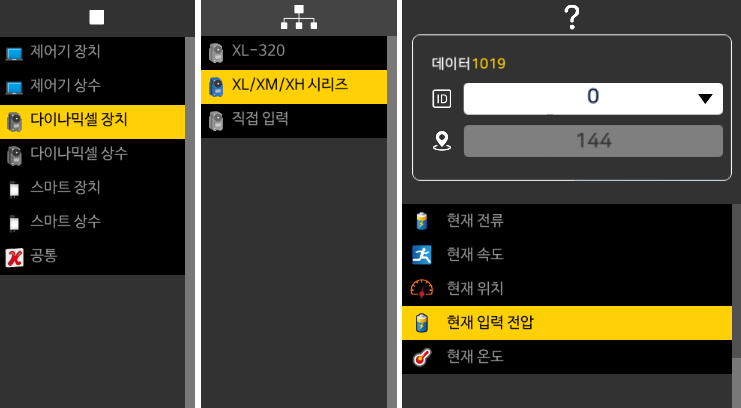 제어기 장치
제어기 상수
다이나믹셀 장치
다이나믹셀 상수
스마트 장치
스마트 상수
공통
XL-320
XL/XM/XH 시리즈
직접 입력
?
데이터1019
ID 0
144
현재 전류
현재 속도
현재 위치
현재 입력 전압
현재 온도